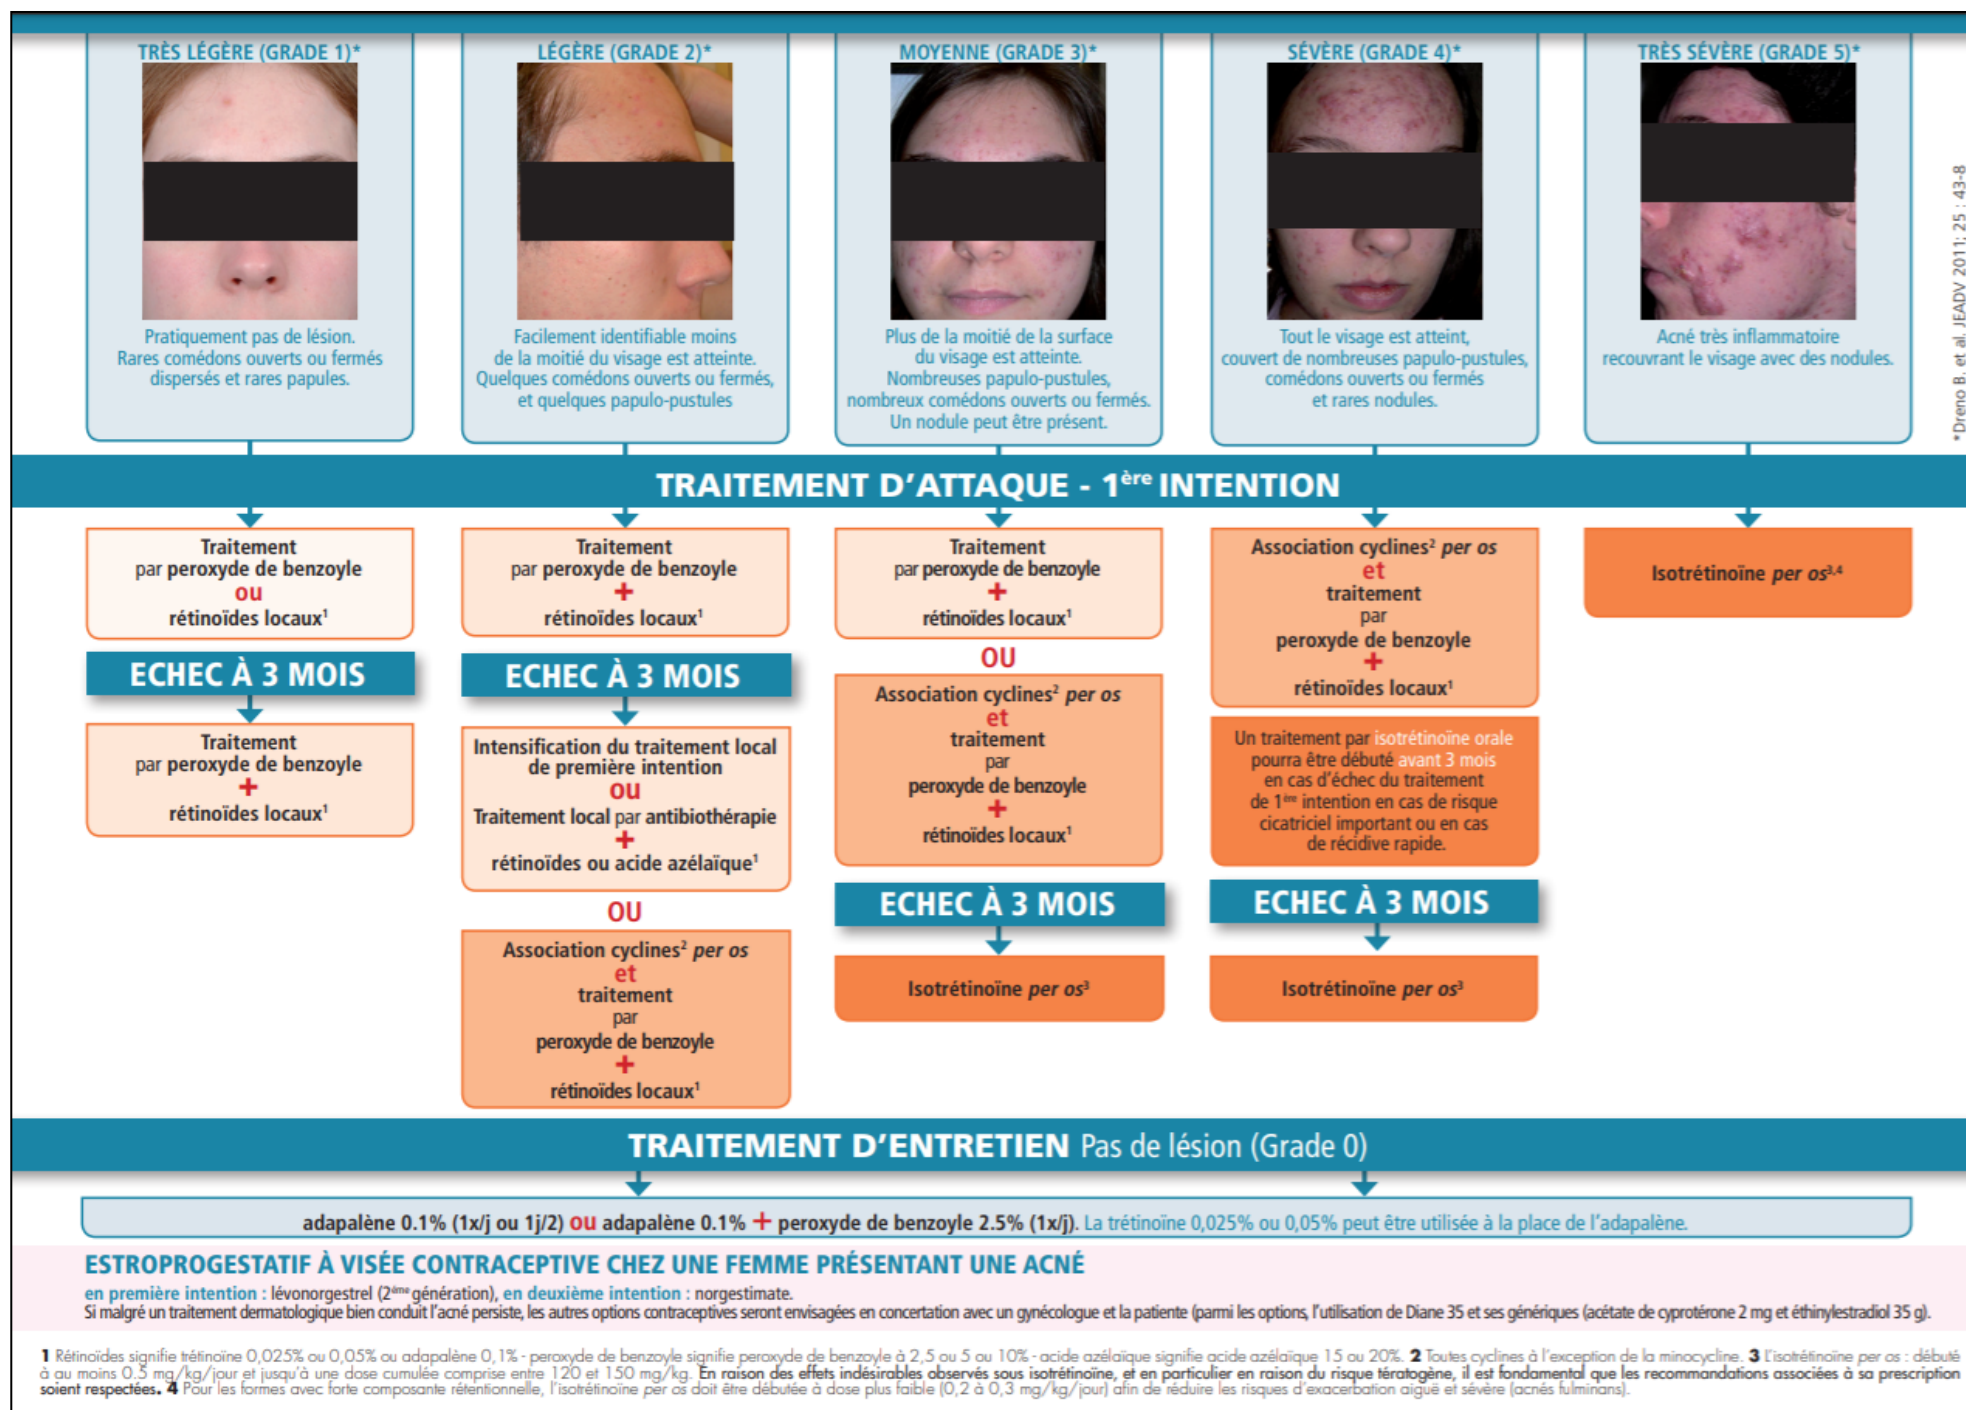 TRÈS LÉGÈRE (GRADE 1)*
Pratiquement pas de lésion.
Rares comédons ouverts ou fermés
dispersés et rares papules.
LÉGÈRE (GRADE 2)*
Facilement identifiable moins
de la moitié du visage est atteinte.
Quelques comédons ouverts ou fermés,
et quelques papulo-pustules
MOYENNE (GRADE 3)*
Plus de la moitié de la surface
du visage est atteinte.
Nombreuses papulo-pustules,
nombreux comédons ouverts ou fermés.
Un nodule peut être présent.
SÉVÈRE (GRADE 4)*
Tout le visage est atteint,
couvert de nombreuses papulo-pustules,
comédons ouverts ou fermés
et rares nodules.
TRÈS SÉVÈRE (GRADE 5)*
Acné très inflammatoire
recouvrant le visage avec des nodules.
*Dreno B. et al. JEADV 2011; 25 : 43-8
TRAITEMENT D'ATTAQUE - 1ère INTENTION
Traitement
par peroxyde de benzoyle
ou
rétinoïdes locaux¹
ECHEC À 3 MOIS
Traitement
par peroxyde de benzoyle
+
rétinoïdes locaux¹
Traitement
par peroxyde de benzoyle
+
rétinoïdes locaux¹
ECHEC À 3 MOIS
Intensification du traitement local
de première intention
ou
Traitement local par antibiothérapie
+
rétinoïdes ou acide azélaïque¹
OU
Association cyclines² per os
et
traitement
par
peroxyde de benzoyle
+
rétinoïdes locaux¹
Traitement
par peroxyde de benzoyle
+
rétinoïdes locaux¹
OU
Association cyclines² per os
et
traitement
par
peroxyde de benzoyle
+
rétinoïdes locaux¹
ECHEC À 3 MOIS
Isotrétinoïne per os³
Association cyclines² per os
et
traitement
par
peroxyde de benzoyle
+
rétinoïdes locaux¹
Un traitement par isotrétinoïne orale
pourra être débuté avant 3 mois
en cas d'échec du traitement
de 1ère intention en cas de risque
cicatriciel important ou en cas
de récidive rapide.
ECHEC À 3 MOIS
Isotrétinoïne per os³
Isotrétinoïne per os³,⁴
TRAITEMENT D'ENTRETIEN Pas de lésion (Grade 0)
adapalène 0.1% (1x/j ou 1j/2) ou adapalène 0.1% + peroxyde de benzoyle 2.5% (1x/j). La trétinoïne 0,025% ou 0,05% peut être utilisée à la place de l'adapalène.
ESTROPROGESTATIF À VISÉE CONTRACEPTIVE CHEZ UNE FEMME PRÉSENTANT UNE ACNÉ
en première intention : lévonorgestrel (2ème génération), en deuxième intention : norgestimate.
Si malgré un traitement dermatologique bien conduit l'acné persiste, les autres options contraceptives seront envisagées en concertation avec un gynécologue et la patiente (parmi les options, l'utilisation de Diane 35 et ses génériques (acétate de cyprotérone 2 mg et éthinylestradiol 35 g).
1 Rétinoïdes signifie trétinoïne 0,025% ou 0,05% ou adapalène 0,1% - peroxyde de benzoyle signifie peroxyde de benzoyle à 2,5 ou 5 ou 10% - acide azélaïque signifie acide azélaïque 15 ou 20%. 2 Toutes cyclines à l'exception de la minocycline. 3 L'isotrétinoïne per os : débuté
à au moins 0.5 mg/kg/jour et jusqu'à une dose cumulée comprise entre 120 et 150 mg/kg. En raison des effets indésirables observés sous isotrétinoïne, et en particulier en raison du risque tératogène, il est fondamental que les recommandations associées à sa prescription
soient respectées. 4 Pour les formes avec forte composante rétentionnelle, l'isotrétinoïne per os doit être débutée à dose plus faible (0,2 à 0,3 mg/kg/jour) afin de réduire les risques d'exacerbation aiguë et sévère (acnés fulminans).